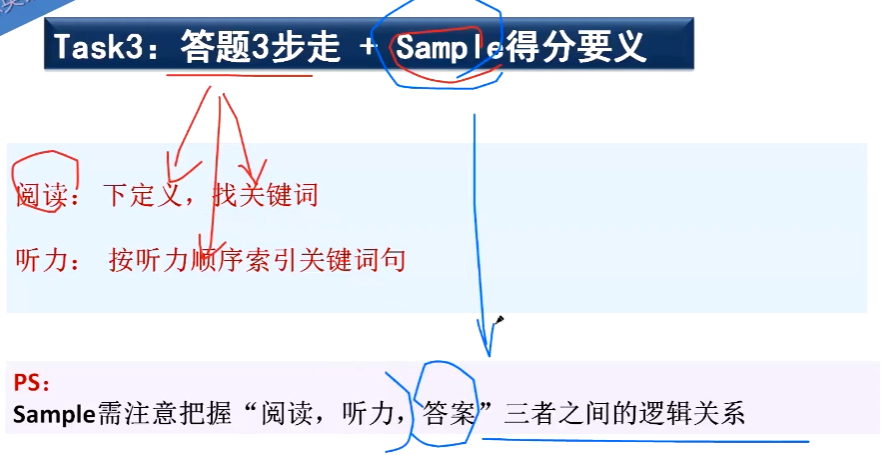 Task3：答题3步走 + Sample得分要义
阅读： 下定义，找关键词
听力： 按听力顺序索引关键词句
PS：
Sample需注意把握“阅读，听力，答案”三者之间的逻辑关系